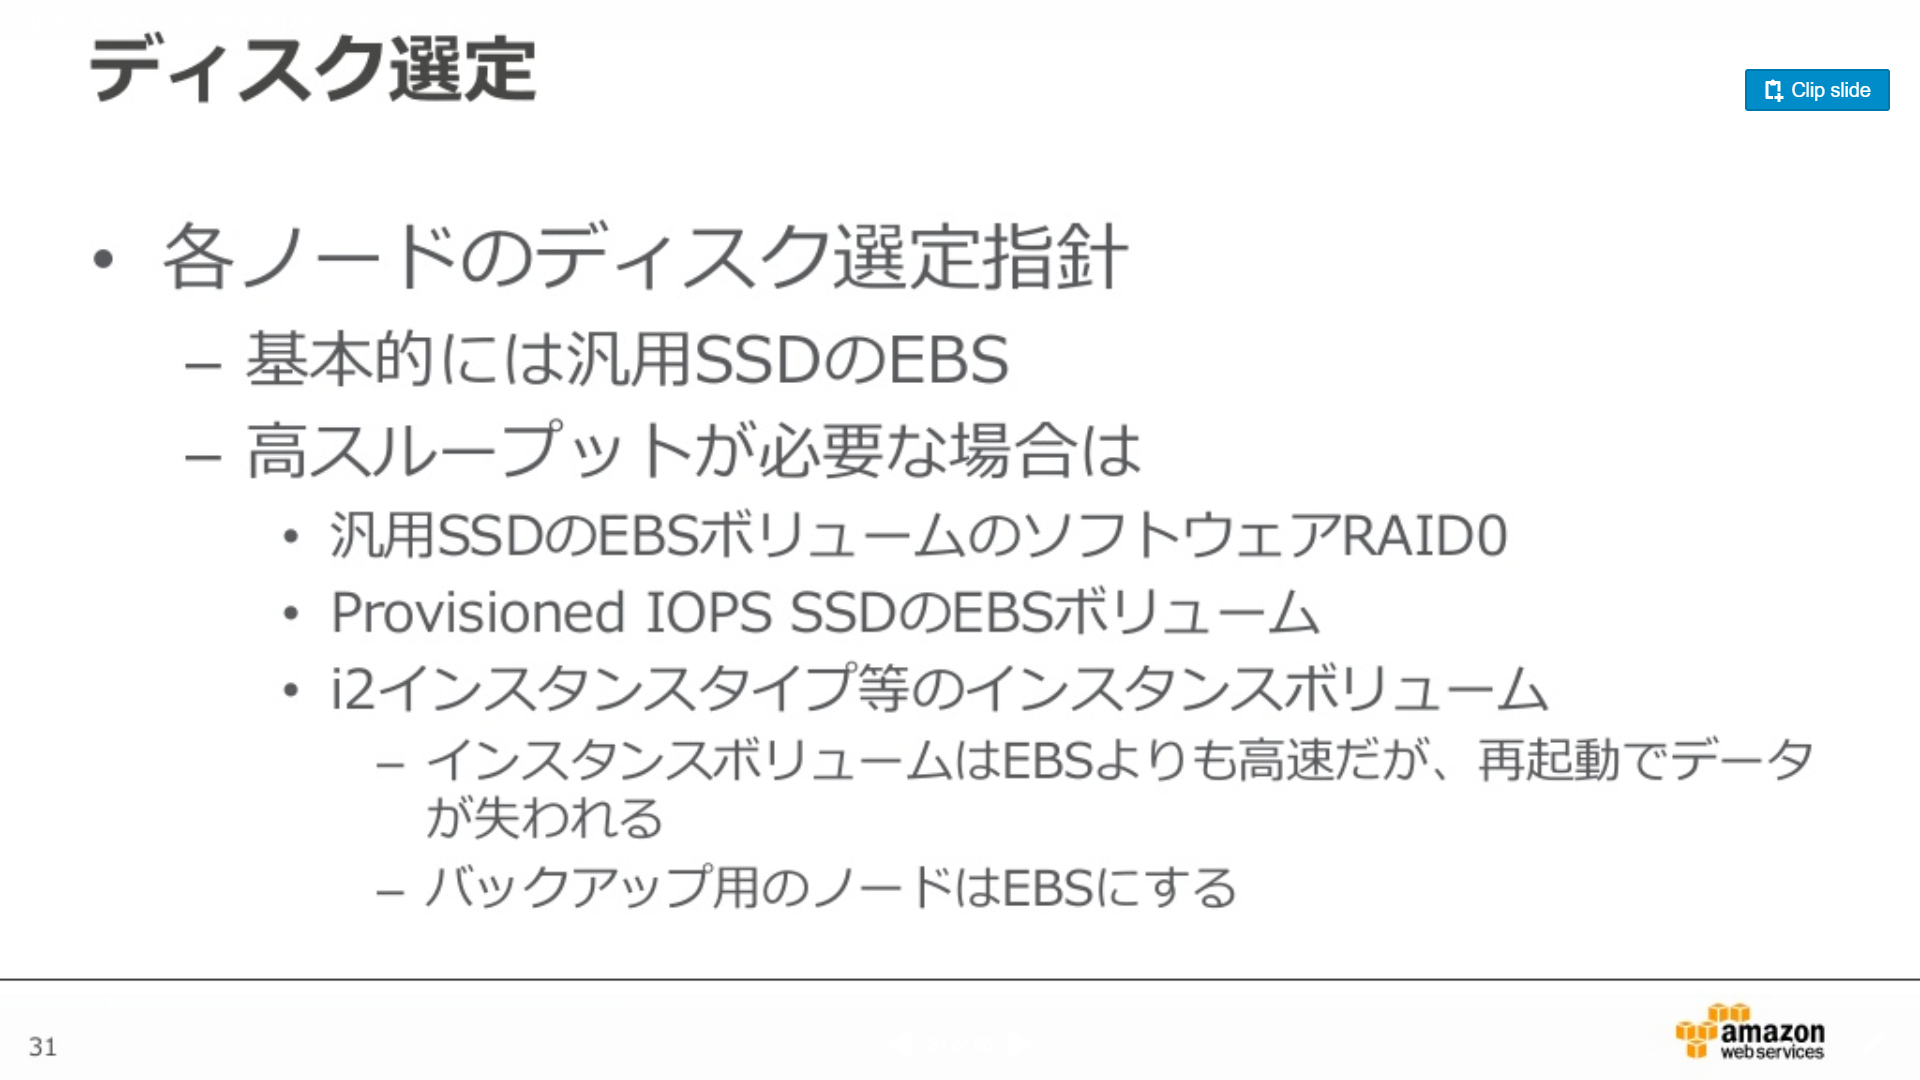 ディスク選定
Clip slide
• 各ノードのディスク選定指針
– 基本的には汎用SSDのEBS
– 高スループットが必要な場合は
• 汎用SSDのEBSボリュームのソフトウェアRAID0
• Provisioned IOPS SSDのEBSボリューム
• i2インスタンスタイプ等のインスタンスボリューム
– インスタンスボリュームはEBSよりも高速だが、再起動でデータ
が失われる
– バックアップ用のノードはEBSにする
31
amazon
web services